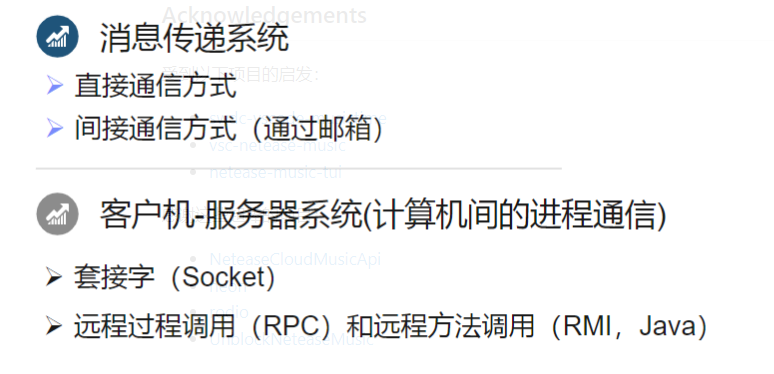 Acknowledgements
消息传递系统
受到以下项目的启发：
直接通信方式
间接通信方式（通过邮箱）
vsc-netease-music
netease-music-tui
客户机-服务器系统(计算机间的进程通信)
NeteaseCloudMusicApi
套接字（Socket）
远程过程调用（RPC）和远程方法调用（RMI，Java）
UnblockNeteaseMusic